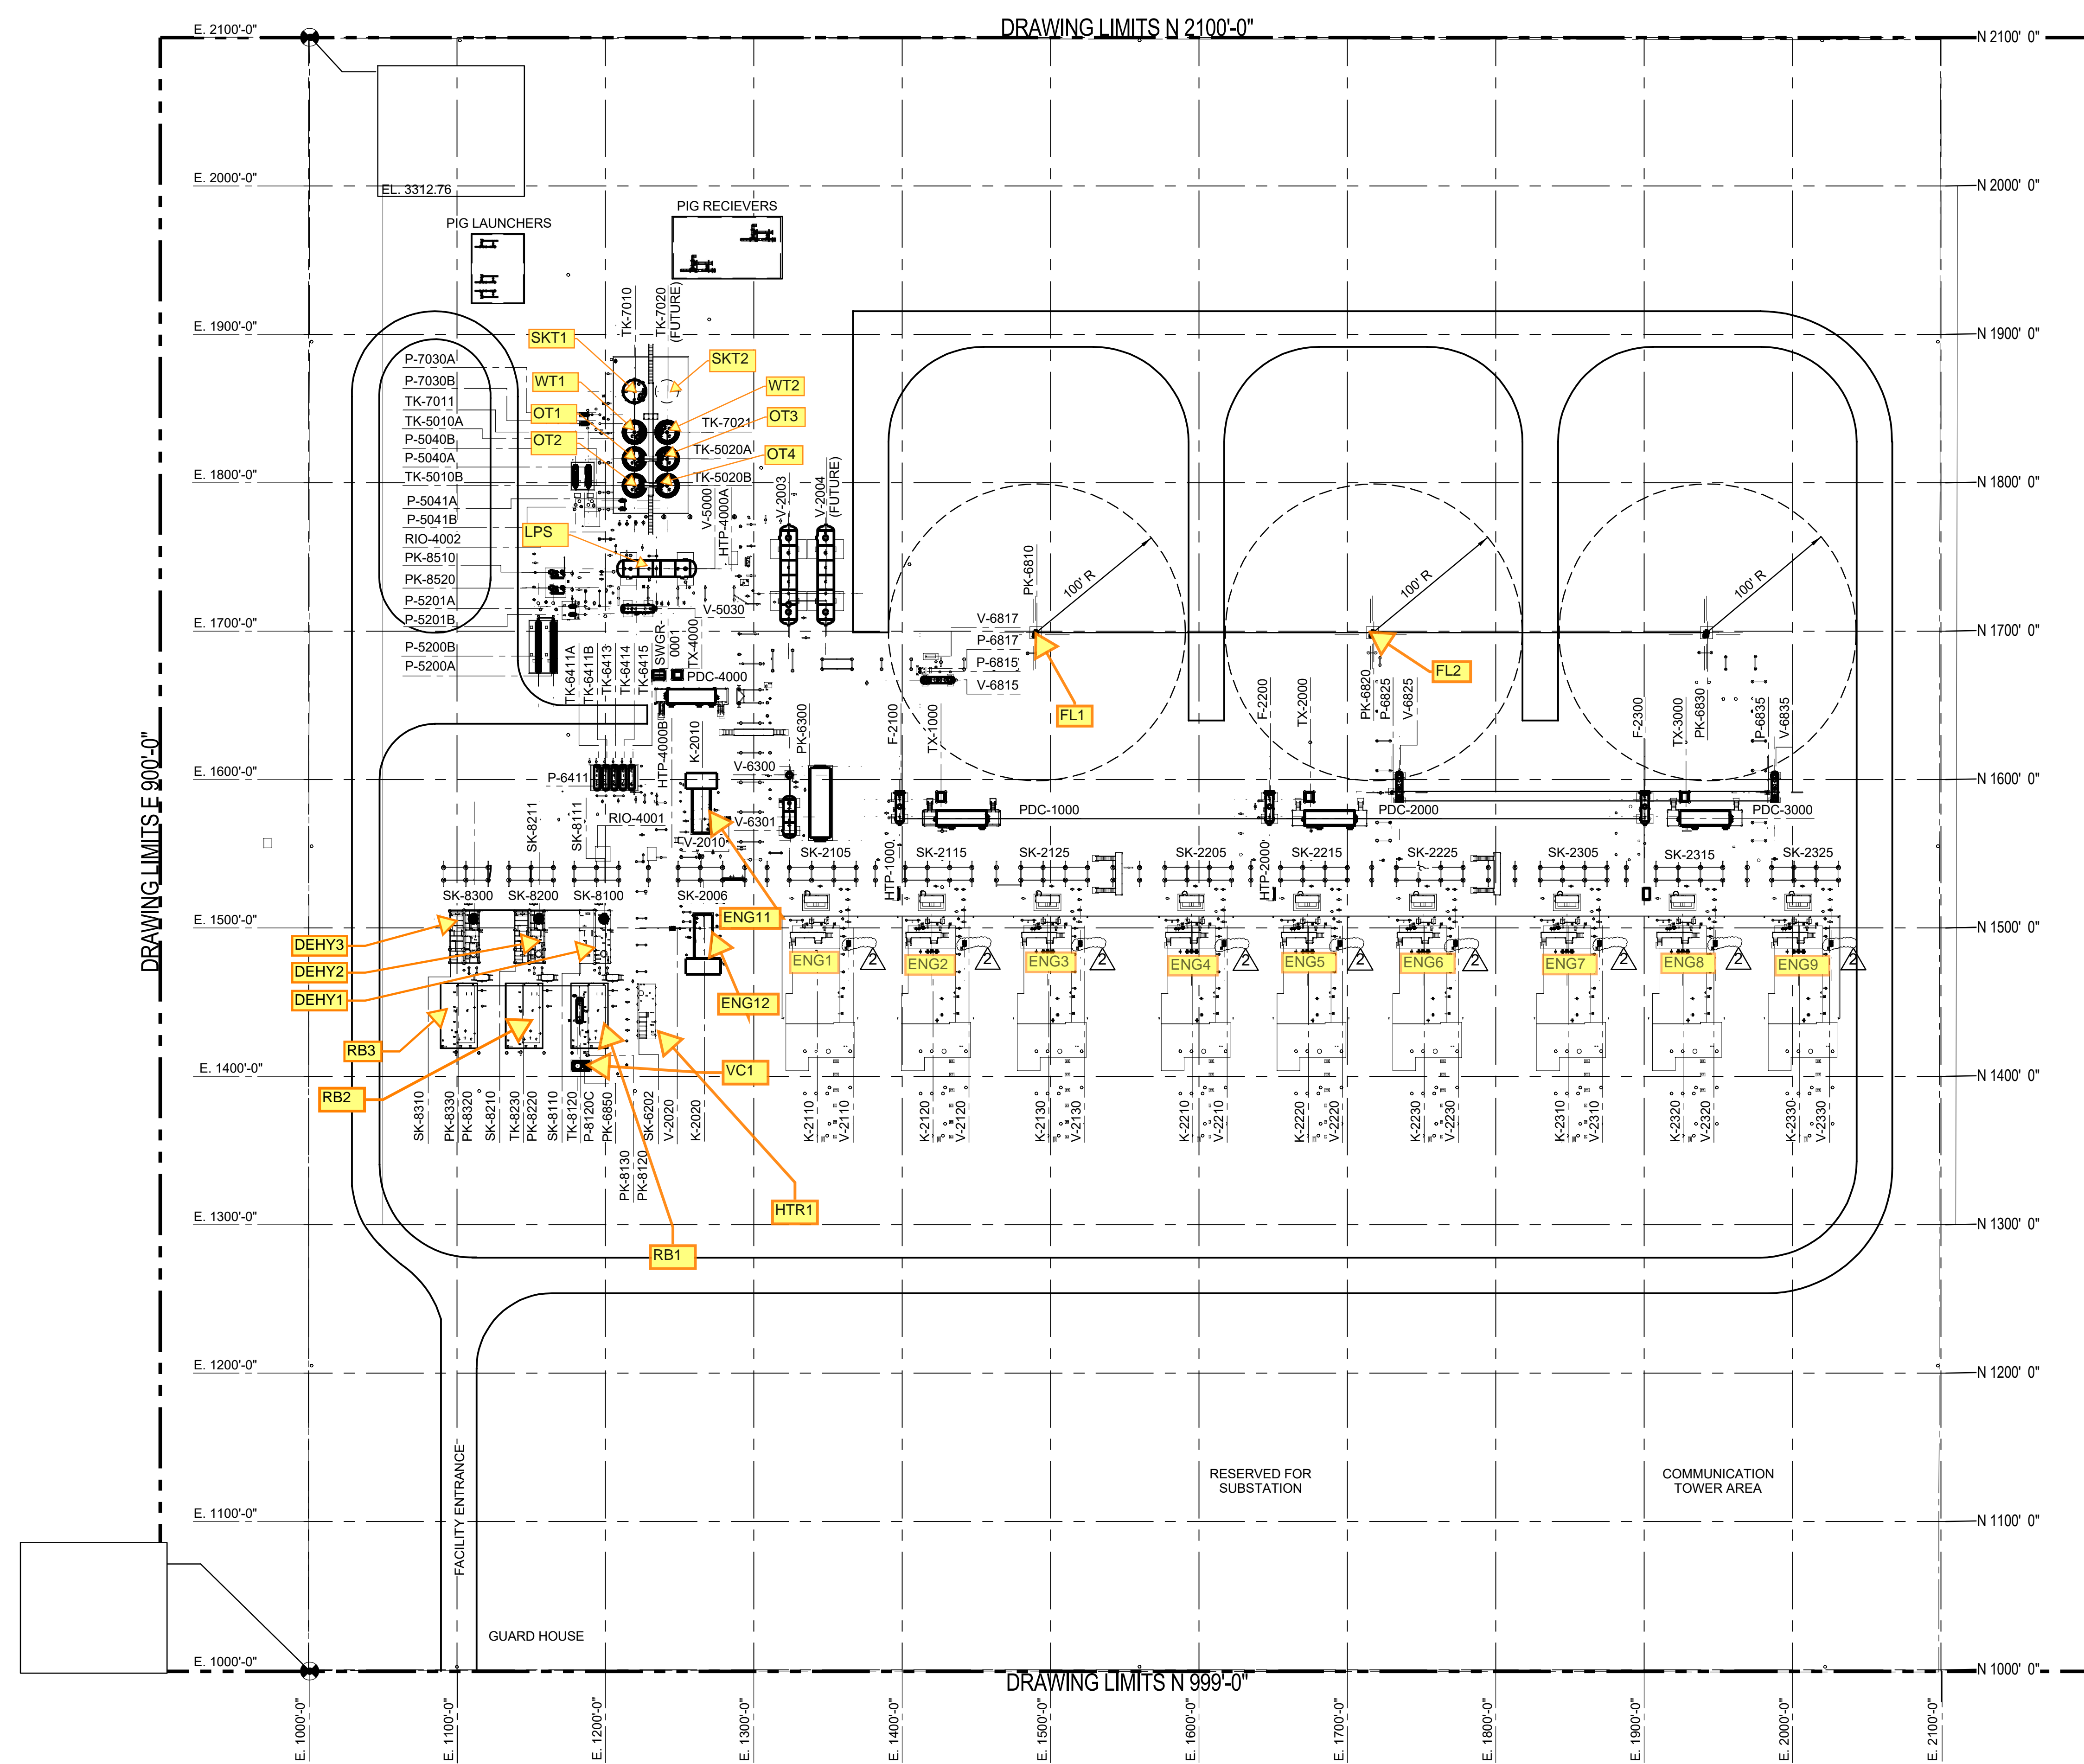 DRAWING LIMITS N 2100'-0"
E. 2100'-0"
N 2100' 0"
E. 2000'-0"
EL. 3312.76
N 2000' 0"
PIG LAUNCHERS
PIG RECIEVERS
TK-7010
TK-7020
(FUTURE)
E. 1900'-0"
N 1900' 0"
SKT1
SKT2
P-7030A
P-7030B
TK-7011
TK-5010A
P-5040B
P-5040A
TK-5010B
P-5041A
P-5041B
RIO-4002
PK-8510
PK-8520
P-5201A
P-5201B
P-5200B
P-5200A
WT1
WT2
OT1
OT3
OT2
OT4
TK-7021
TK-5020A
TK-5020B
E. 1800'-0"
N 1800' 0"
LPS
V-5000
HTP-4000A
V-2003
V-2004
(FUTURE)
V-5030
PK-6810
100' R
100' R
100' R
E. 1700'-0"
N 1700' 0"
V-6817
P-6817
P-6815
V-6815
FL1
FL2
TK-6411A
TK-6411B
TK-6413
TK-6414
TK-6415
SWGR-
0001
TX-4000
PDC-4000
HTP-4000B
K-2010
PK-6300
F-2100
TX-1000
F-2200
TX-2000
PK-6820
P-6825
V-6825
F-2300
TX-3000
PK-6830
P-6835
V-6835
DRAWING LIMITS E 900'-0"
E. 1600'-0"
N 1600' 0"
P-6411
V-6300
RIO-4001
V-6301
V-2010
PDC-1000
PDC-2000
PDC-3000
SK-8211
SK-8111
SK-2105
HTP-1000
SK-2115
SK-2125
SK-2205
HTP-2000
SK-2215
SK-2225
SK-2305
SK-2315
SK-2325
SK-8300
SK-8200
SK-8100
SK-2006
E. 1500'-0"
N 1500' 0"
ENG11
DEHY3
DEHY2
DEHY1
ENG12
ENG1
2
ENG2
2
ENG3
2
ENG4
2
ENG5
2
ENG6
2
ENG7
2
ENG8
2
ENG9
2
RB3
RB2
VC1
E. 1400'-0"
N 1400' 0"
SK-8310
PK-8330
PK-8320
SK-8210
TK-8230
PK-8220
SK-8110
TK-8120
P-8120C
PK-6850
PK-8130
PK-8120
SK-6202
V-2020
K-2020
K-2110
V-2110
K-2120
V-2120
K-2130
V-2130
K-2210
V-2210
K-2220
V-2220
K-2230
V-2230
K-2310
V-2310
K-2320
V-2320
K-2330
V-2330
HTR1
RB1
E. 1300'-0"
N 1300' 0"
E. 1200'-0"
N 1200' 0"
FACILITY ENTRANCE
RESERVED FOR
SUBSTATION
COMMUNICATION
TOWER AREA
E. 1100'-0"
N 1100' 0"
GUARD HOUSE
E. 1000'-0"
N 1000' 0"
DRAWING LIMITS N 999'-0"
E. 1000'-0"
E. 1100'-0"
E. 1200'-0"
E. 1300'-0"
E. 1400'-0"
E. 1500'-0"
E. 1600'-0"
E. 1700'-0"
E. 1800'-0"
E. 1900'-0"
E. 2000'-0"
E. 2100'-0"